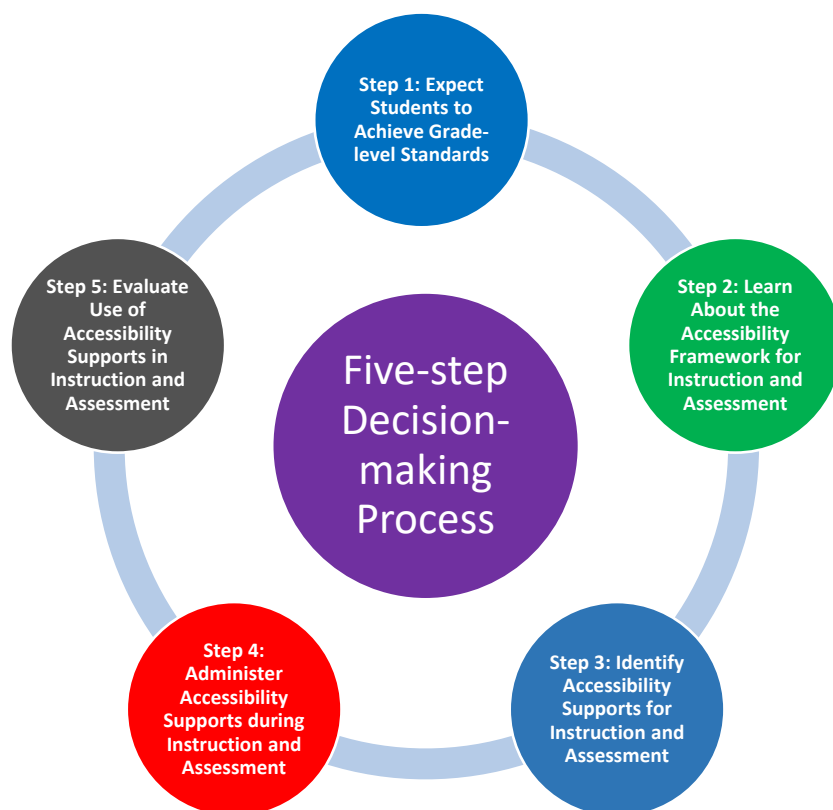 Step 1: Expect
Students to
Achieve Grade-
level Standards
Step 2: Learn
About the
Accessibility
Framework for
Instruction and
Assessment
Step 3: Identify
Accessibility
Supports for
Instruction and
Assessment
Step 4:
Administer
Accessibility
Supports during
Instruction and
Assessment
Step 5: Evaluate
Use of
Accessibility
Supports in
Instruction and
Assessment
Five-step
Decision-
making
Process